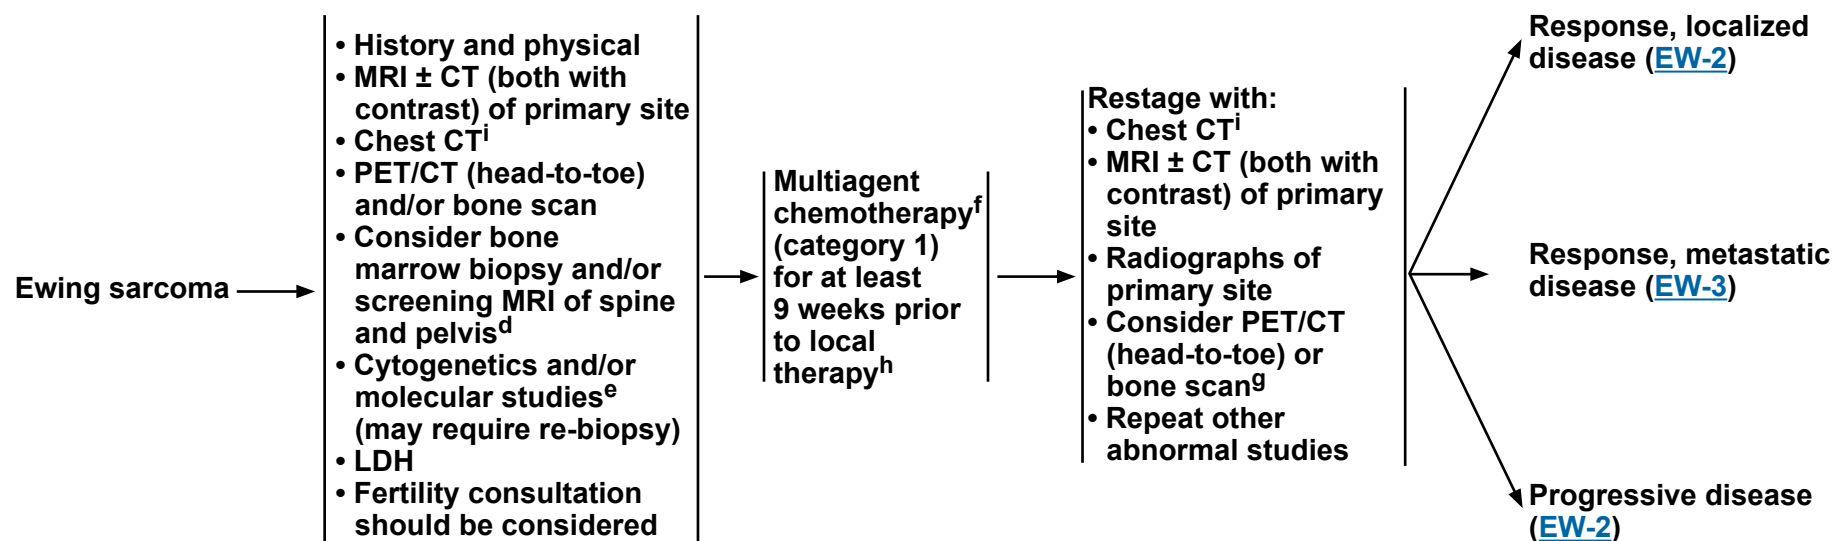 Ewing sarcoma
• History and physical
• MRI ± CT (both with
contrast) of primary site
• Chest CTⁱ
• PET/CT (head-to-toe)
and/or bone scan
• Consider bone
marrow biopsy and/or
screening MRI of spine
and pelvisᵈ
• Cytogenetics and/or
molecular studiesᵉ
(may require re-biopsy)
• LDH
• Fertility consultation
should be considered
Multiagent
chemotherapyᶠ
(category 1)
for at least
9 weeks prior
to local
therapyʰ
Restage with:
• Chest CTⁱ
• MRI ± CT (both with
contrast) of primary
site
• Radiographs of
primary site
• Consider PET/CT
(head-to-toe) or
bone scanᵍ
• Repeat other
abnormal studies
Response, localized
disease (EW-2)
Response, metastatic
disease (EW-3)
Progressive disease
(EW-2)